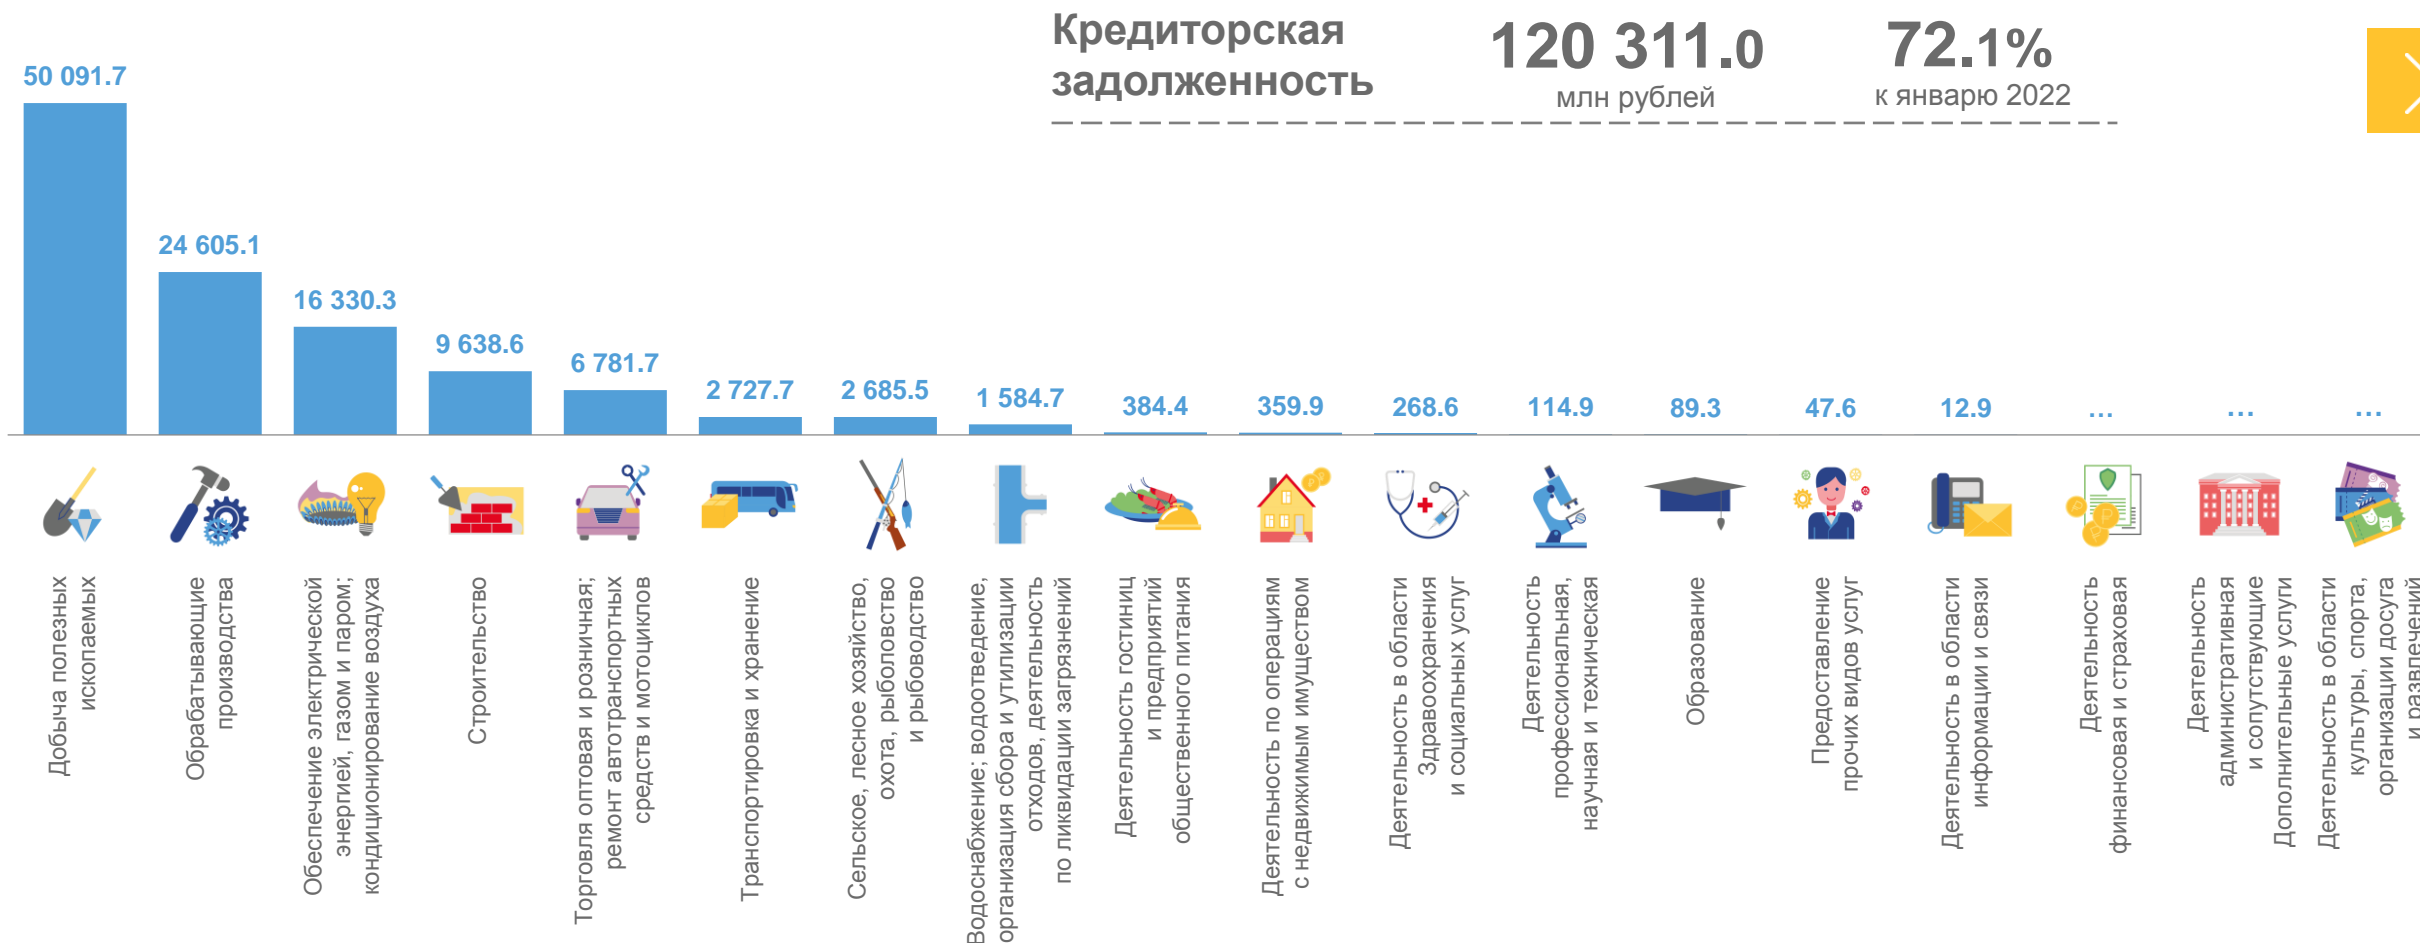 Кредиторская
задолженность
120 311.0
млн рублей
72.1%
к январю 2022
50 091.7
24 605.1
16 330.3
9 638.6
6 781.7
2 727.7
2 685.5
1 584.7
384.4
359.9
268.6
114.9
89.3
47.6
12.9
...
...
...
Добыча полезных
ископаемых
Обрабатывающие
производства
Обеспечение электрической
энергией, газом и паром;
кондиционирование воздуха
Строительство
Торговля оптовая и розничная;
ремонт автотранспортных
средств и мотоциклов
Транспортировка и хранение
Сельское, лесное хозяйство,
охота, рыболовство
и рыбоводство
Водоснабжение; водоотведение,
организация сбора и утилизации
отходов, деятельность
по ликвидации загрязнений
Деятельность гостиниц
и предприятий
общественного питания
Деятельность по операциям
с недвижимым имуществом
Деятельность в области
Здравоохранения
и социальных услуг
Деятельность
профессиональная,
научная и техническая
Образование
Предоставление
прочих видов услуг
Деятельность в области
информации и связи
Деятельность
финансовая и страховая
Деятельность
административная
и сопутствующие
Дополнительные услуги
Деятельность в области
культуры, спорта,
организации досуга
и развлечений